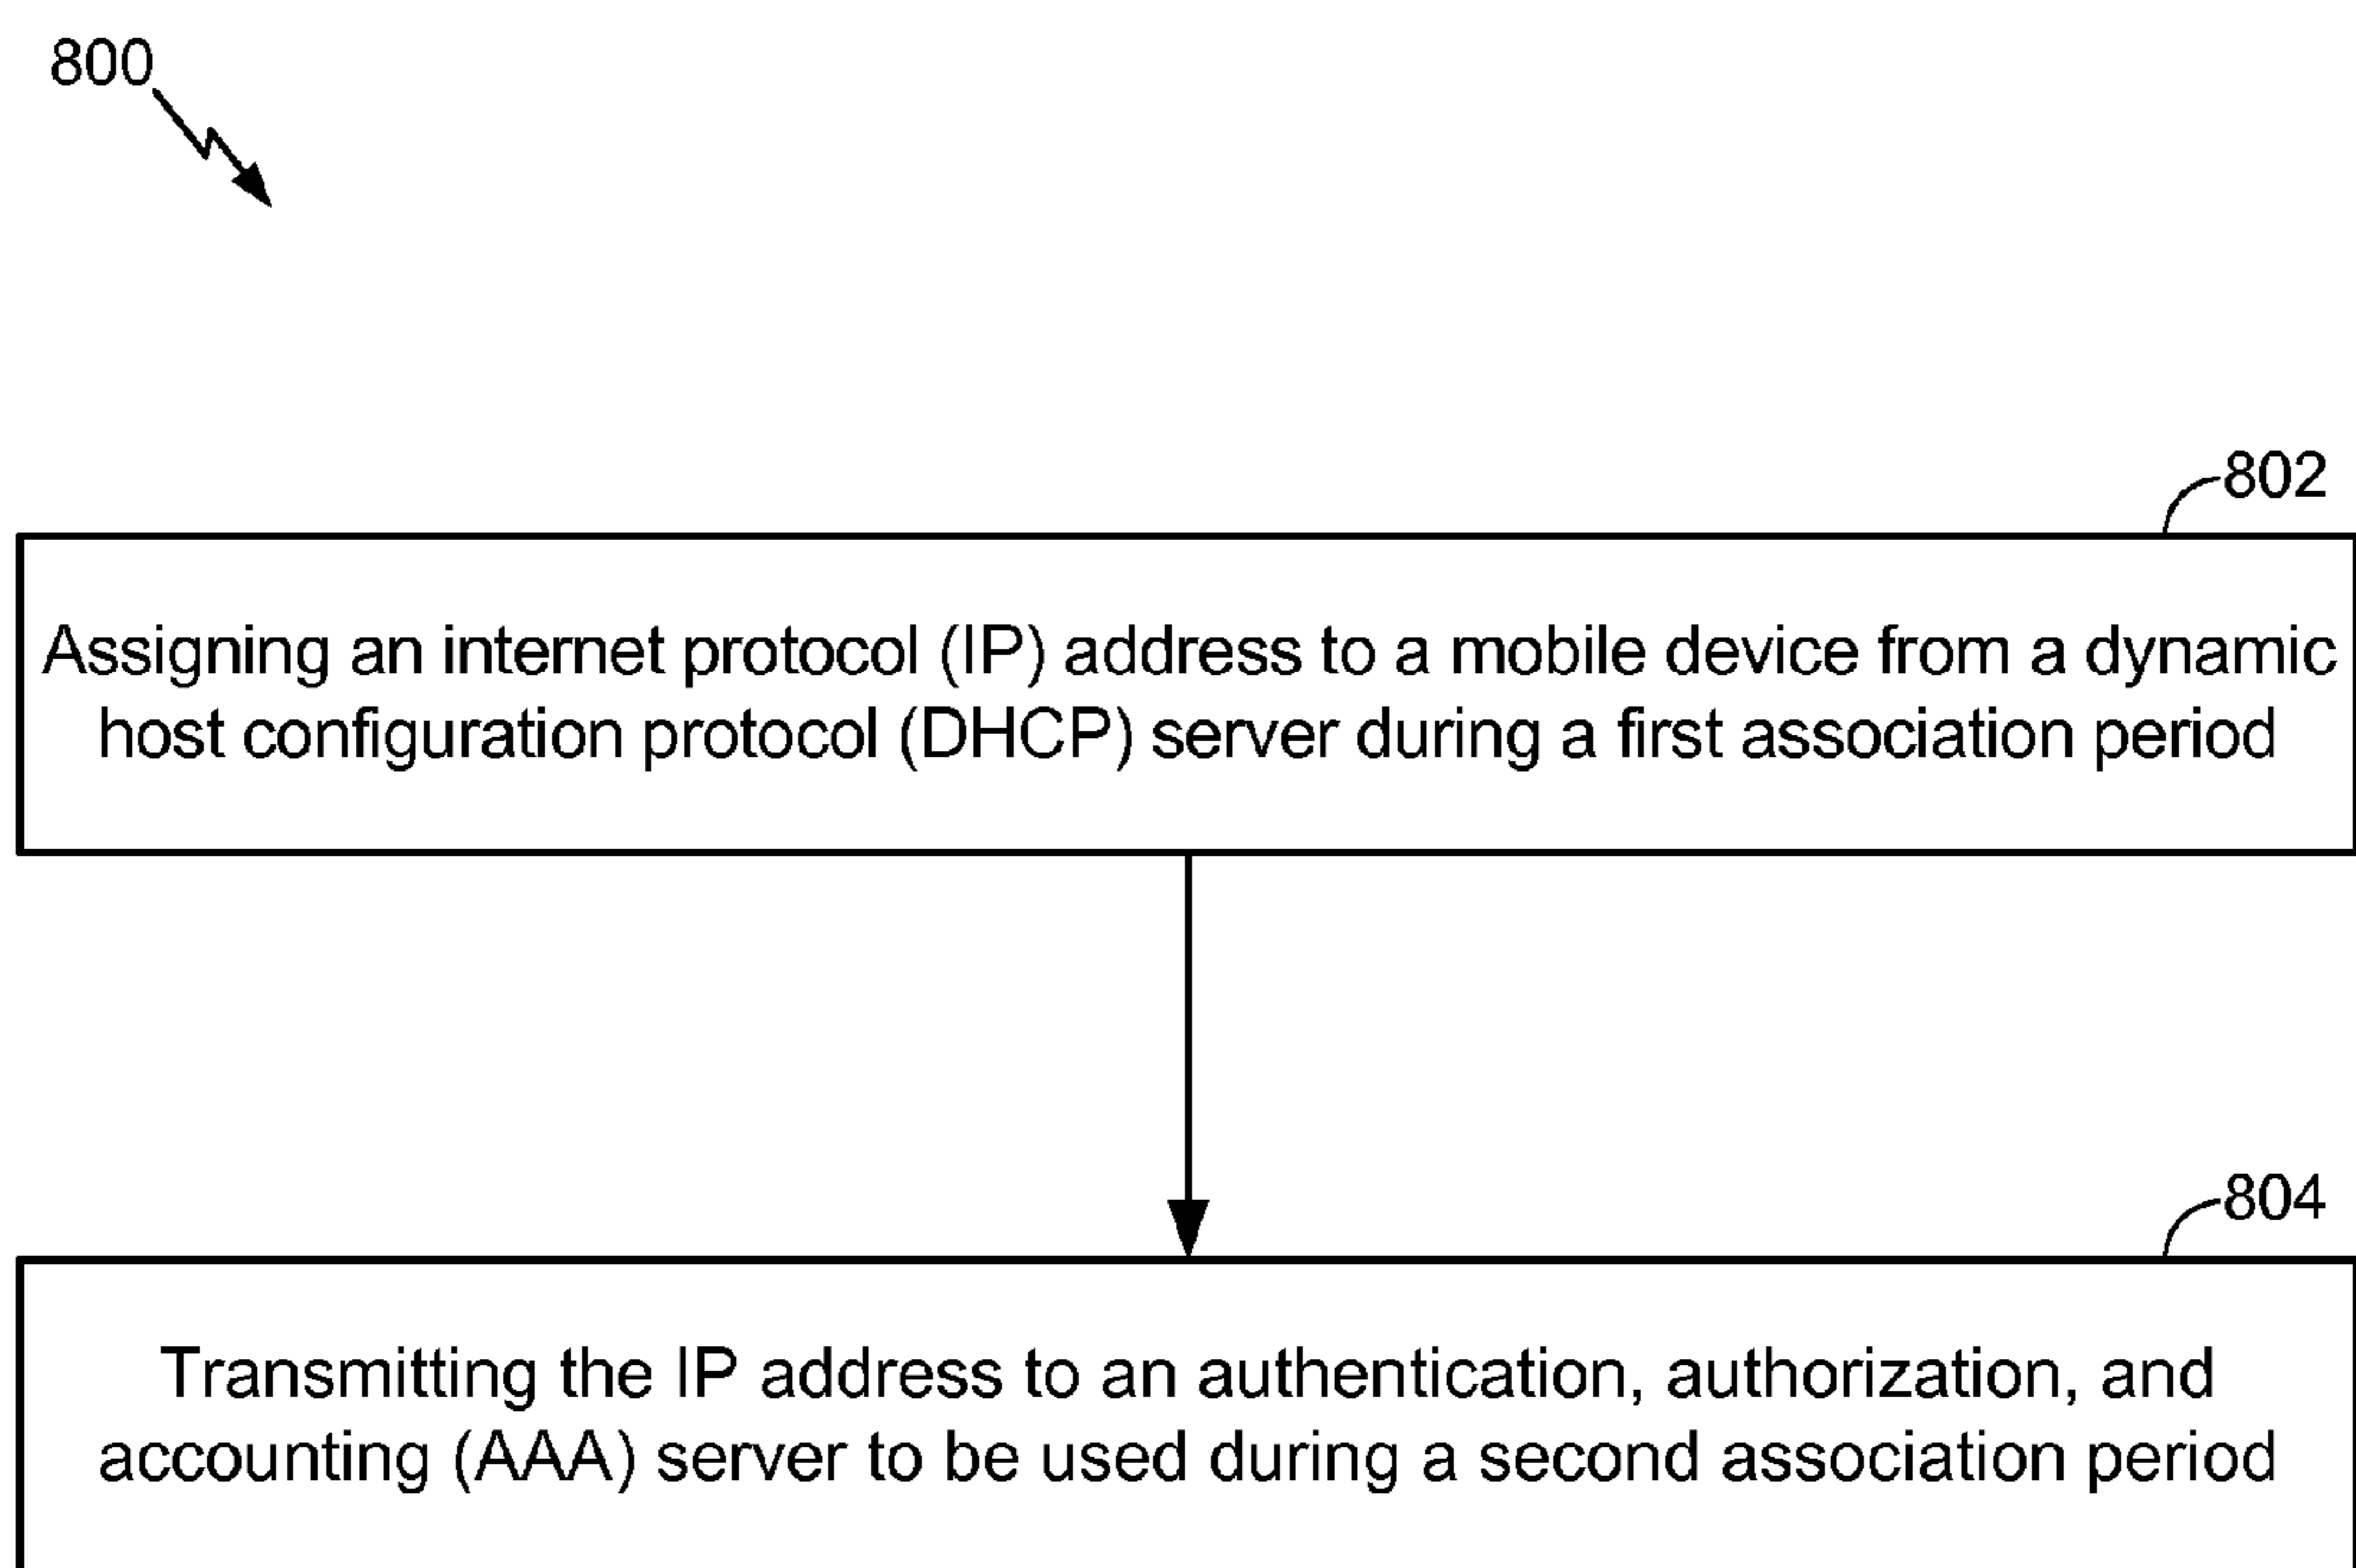 800
802
Assigning an internet protocol (IP) address to a mobile device from a dynamic
host configuration protocol (DHCP) server during a first association period
804
Transmitting the IP address to an authentication, authorization, and
accounting (AAA) server to be used during a second association period